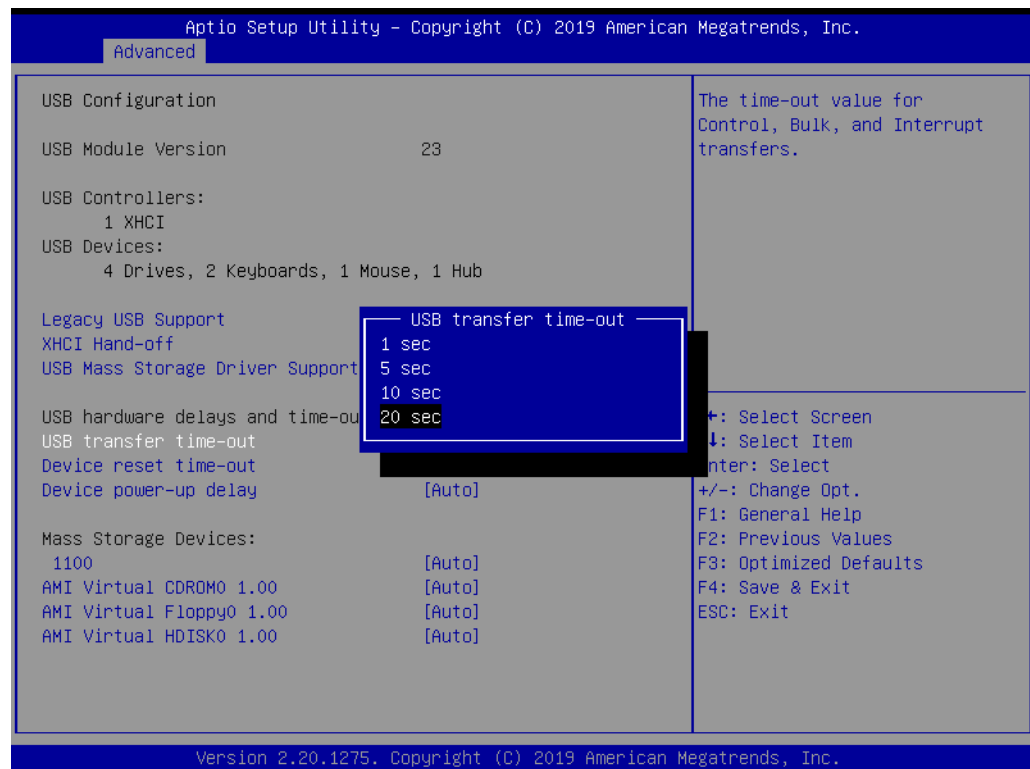 Aptio Setup Utility – Copyright (C) 2019 American Megatrends, Inc.
Advanced
USB Configuration
USB Module Version 23
USB Controllers:
1 XHCI
USB Devices:
4 Drives, 2 Keyboards, 1 Mouse, 1 Hub
Legacy USB Support
XHCI Hand-off
USB Mass Storage Driver Support
USB hardware delays and time-ou
USB transfer time-out
Device reset time-out
Device power-up delay [Auto]
Mass Storage Devices:
1100 [Auto]
AMI Virtual CDROM0 1.00 [Auto]
AMI Virtual Floppy0 1.00 [Auto]
AMI Virtual HDISK0 1.00 [Auto]
USB transfer time-out
1 sec
5 sec
10 sec
20 sec
The time-out value for
Control, Bulk, and Interrupt
transfers.
: Select Screen
: Select Item
nter: Select
+/-: Change Opt.
F1: General Help
F2: Previous Values
F3: Optimized Defaults
F4: Save & Exit
ESC: Exit
Version 2.20.1275. Copyright (C) 2019 American Megatrends, Inc.